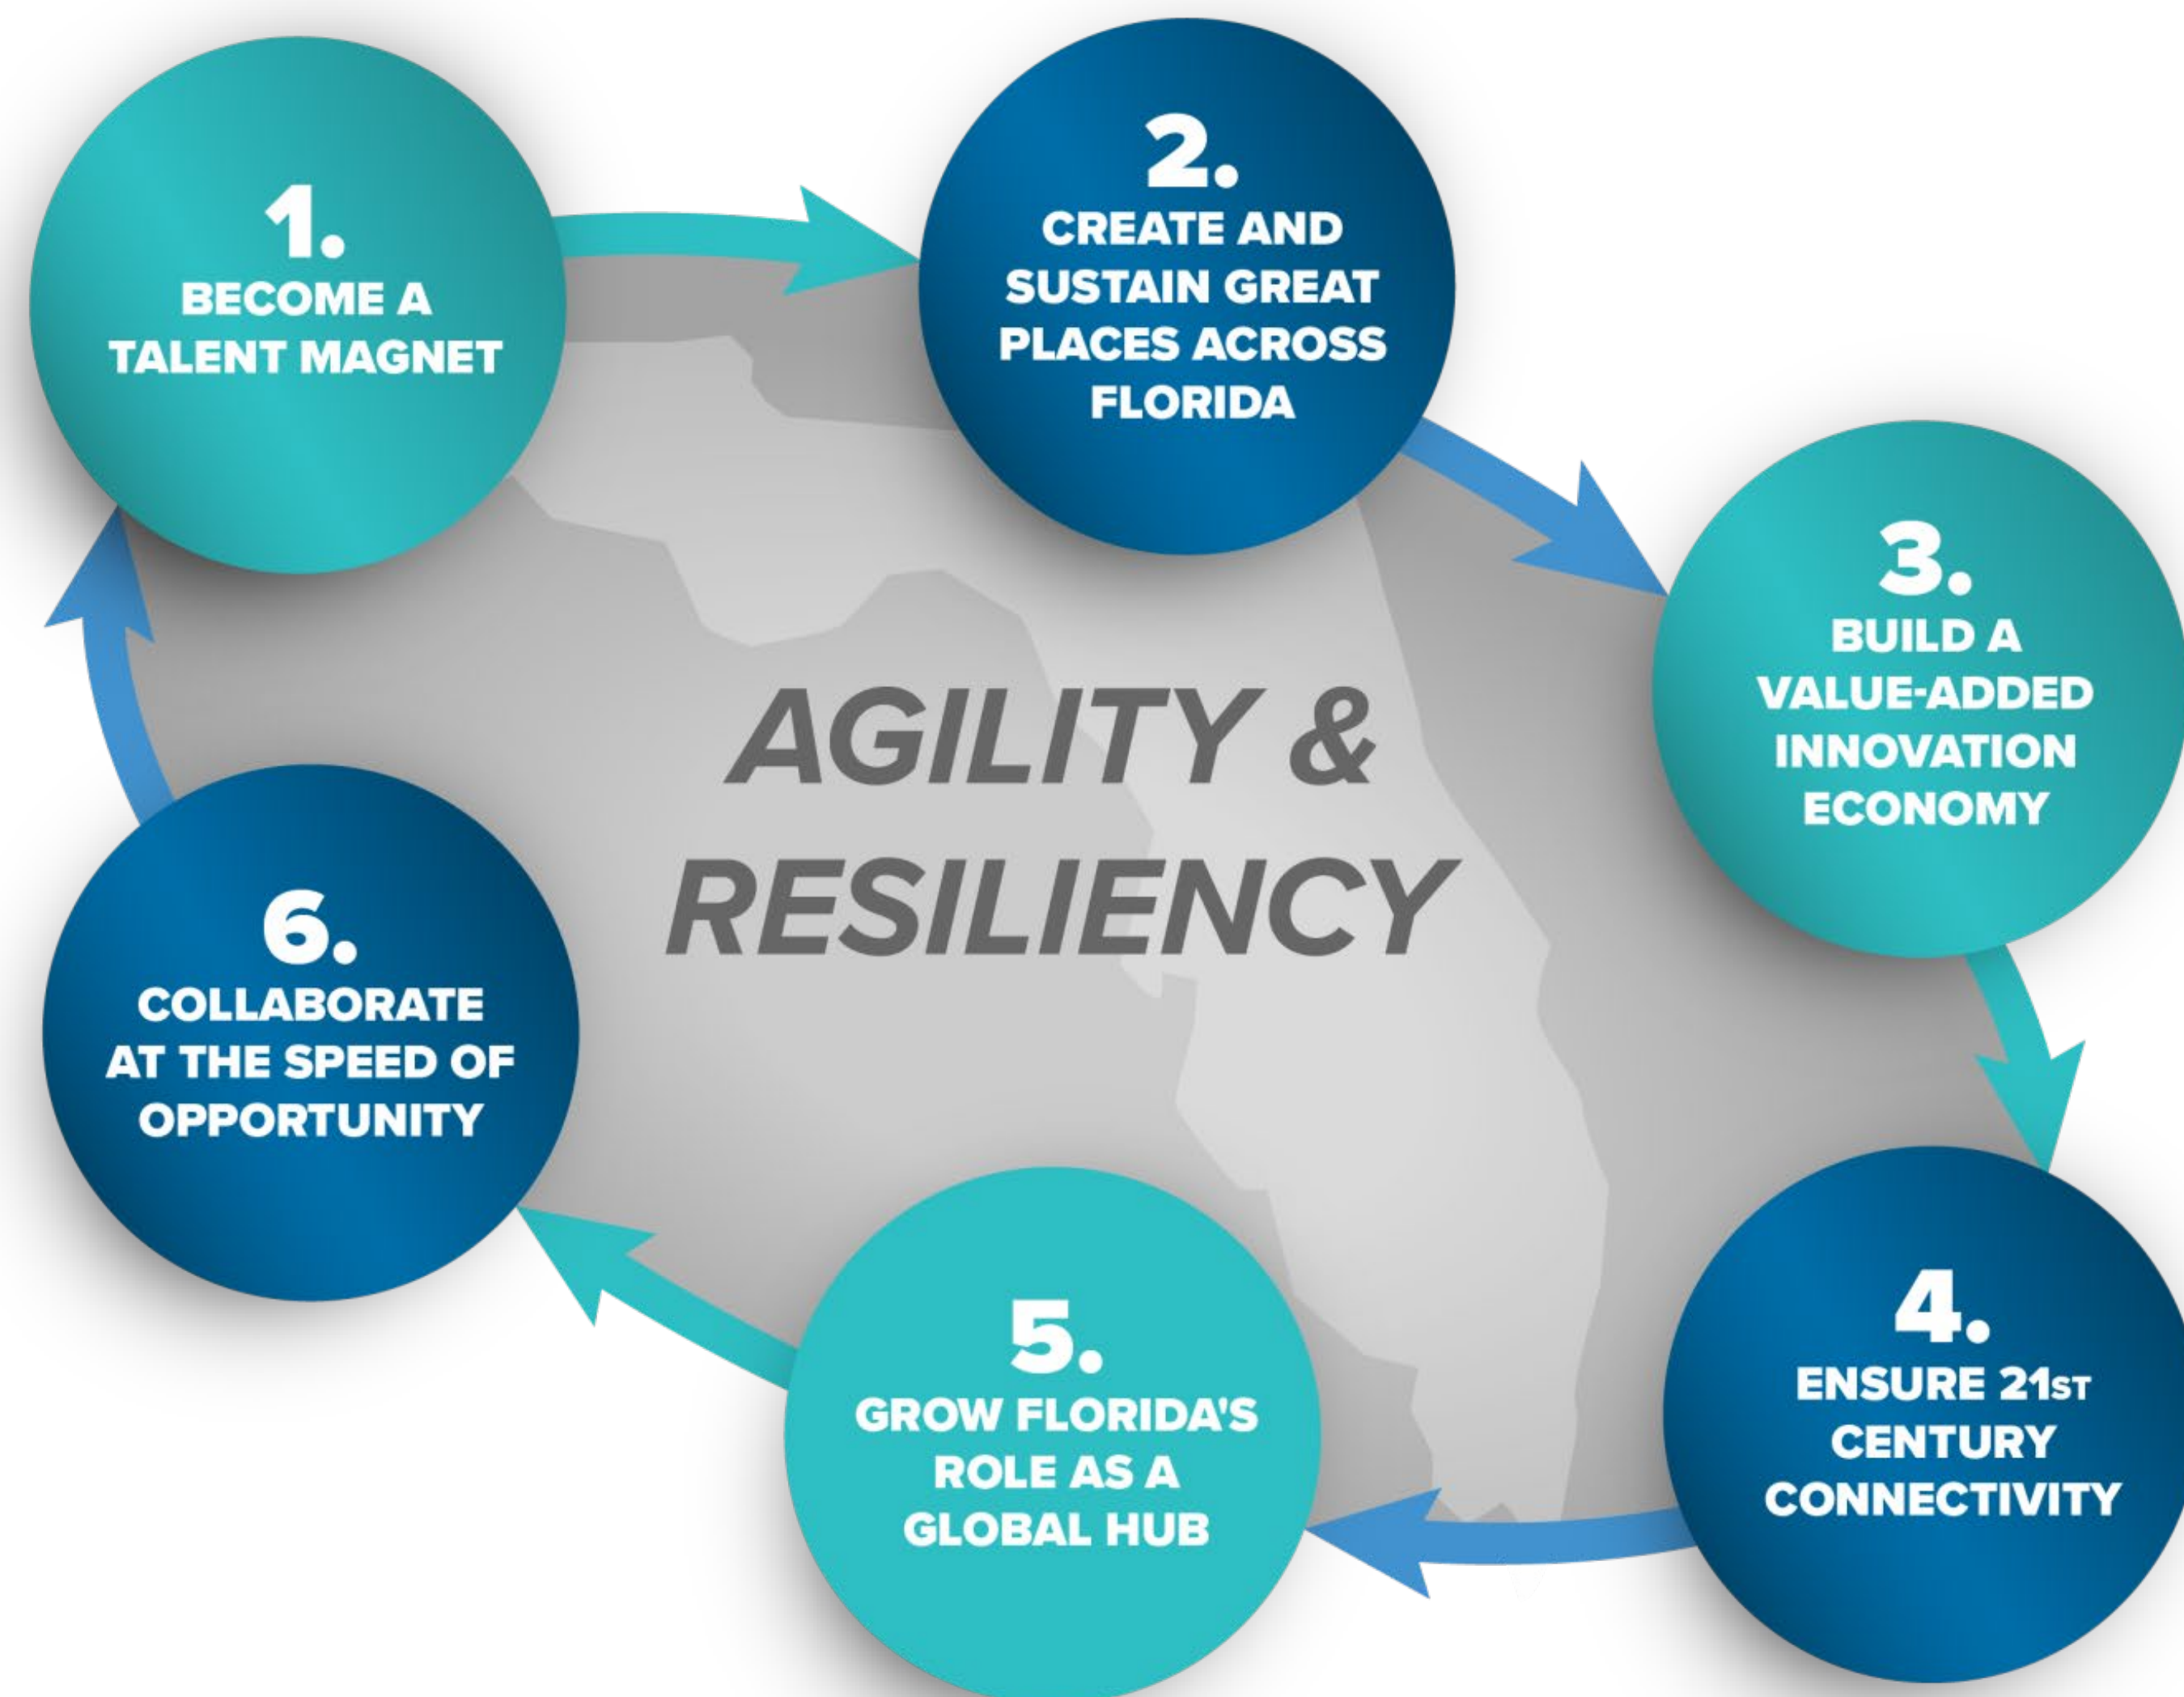 1.
BECOME A
TALENT MAGNET
2.
CREATE AND
SUSTAIN GREAT
PLACES ACROSS
FLORIDA
3.
BUILD A
VALUE-ADDED
INNOVATION
ECONOMY
4.
ENSURE 21ST
CENTURY
CONNECTIVITY
5.
GROW FLORIDA'S
ROLE AS A
GLOBAL HUB
6.
COLLABORATE
AT THE SPEED OF
OPPORTUNITY
AGILITY &
RESILIENCY